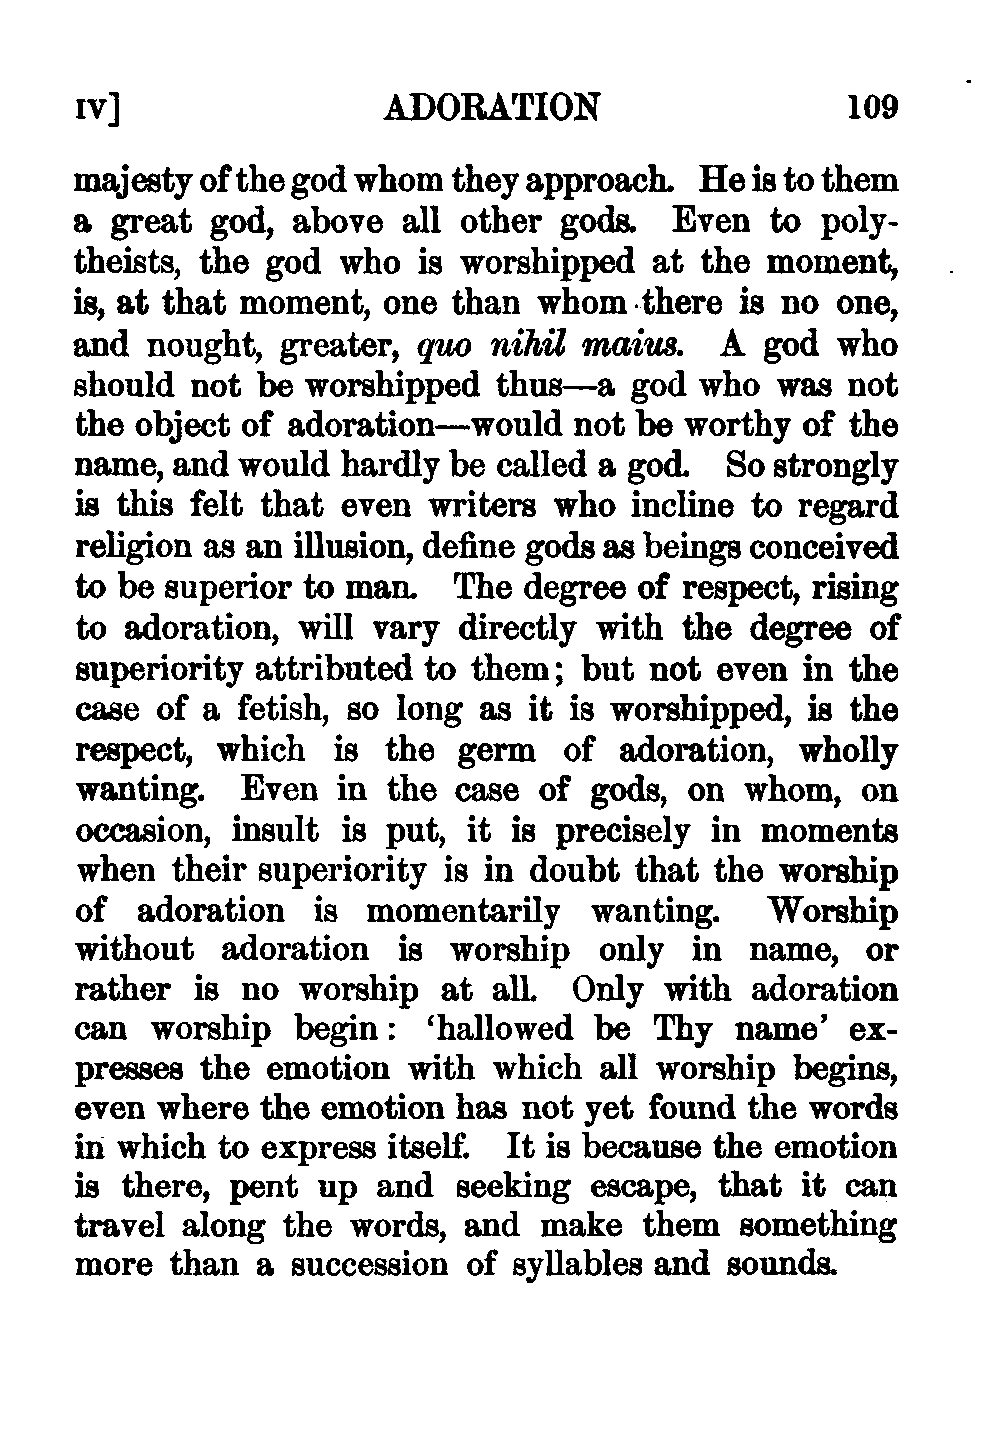 IV] ADORATION 109
majesty of the god whom they approach. He is to them
a great god, above all other gods. Even to poly-
theists, the god who is worshipped at the moment,
is, at that moment, one than whom there is no one,
and nought, greater, quo nihil maius. A god who
should not be worshipped thus—a god who was not
the object of adoration—would not be worthy of the
name, and would hardly be called a god. So strongly
is this felt that even writers who incline to regard
religion as an illusion, define gods as beings conceived
to be superior to man. The degree of respect, rising
to adoration, will vary directly with the degree of
superiority attributed to them; but not even in the
case of a fetish, so long as it is worshipped, is the
respect, which is the germ of adoration, wholly
wanting. Even in the case of gods, on whom, on
occasion, insult is put, it is precisely in moments
when their superiority is in doubt that the worship
of adoration is momentarily wanting. Worship
without adoration is worship only in name, or
rather is no worship at all. Only with adoration
can worship begin: ‘hallowed be Thy name’ ex-
presses the emotion with which all worship begins,
even where the emotion has not yet found the words
in which to express itself. It is because the emotion
is there, pent up and seeking escape, that it can
travel along the words, and make them something
more than a succession of syllables and sounds.